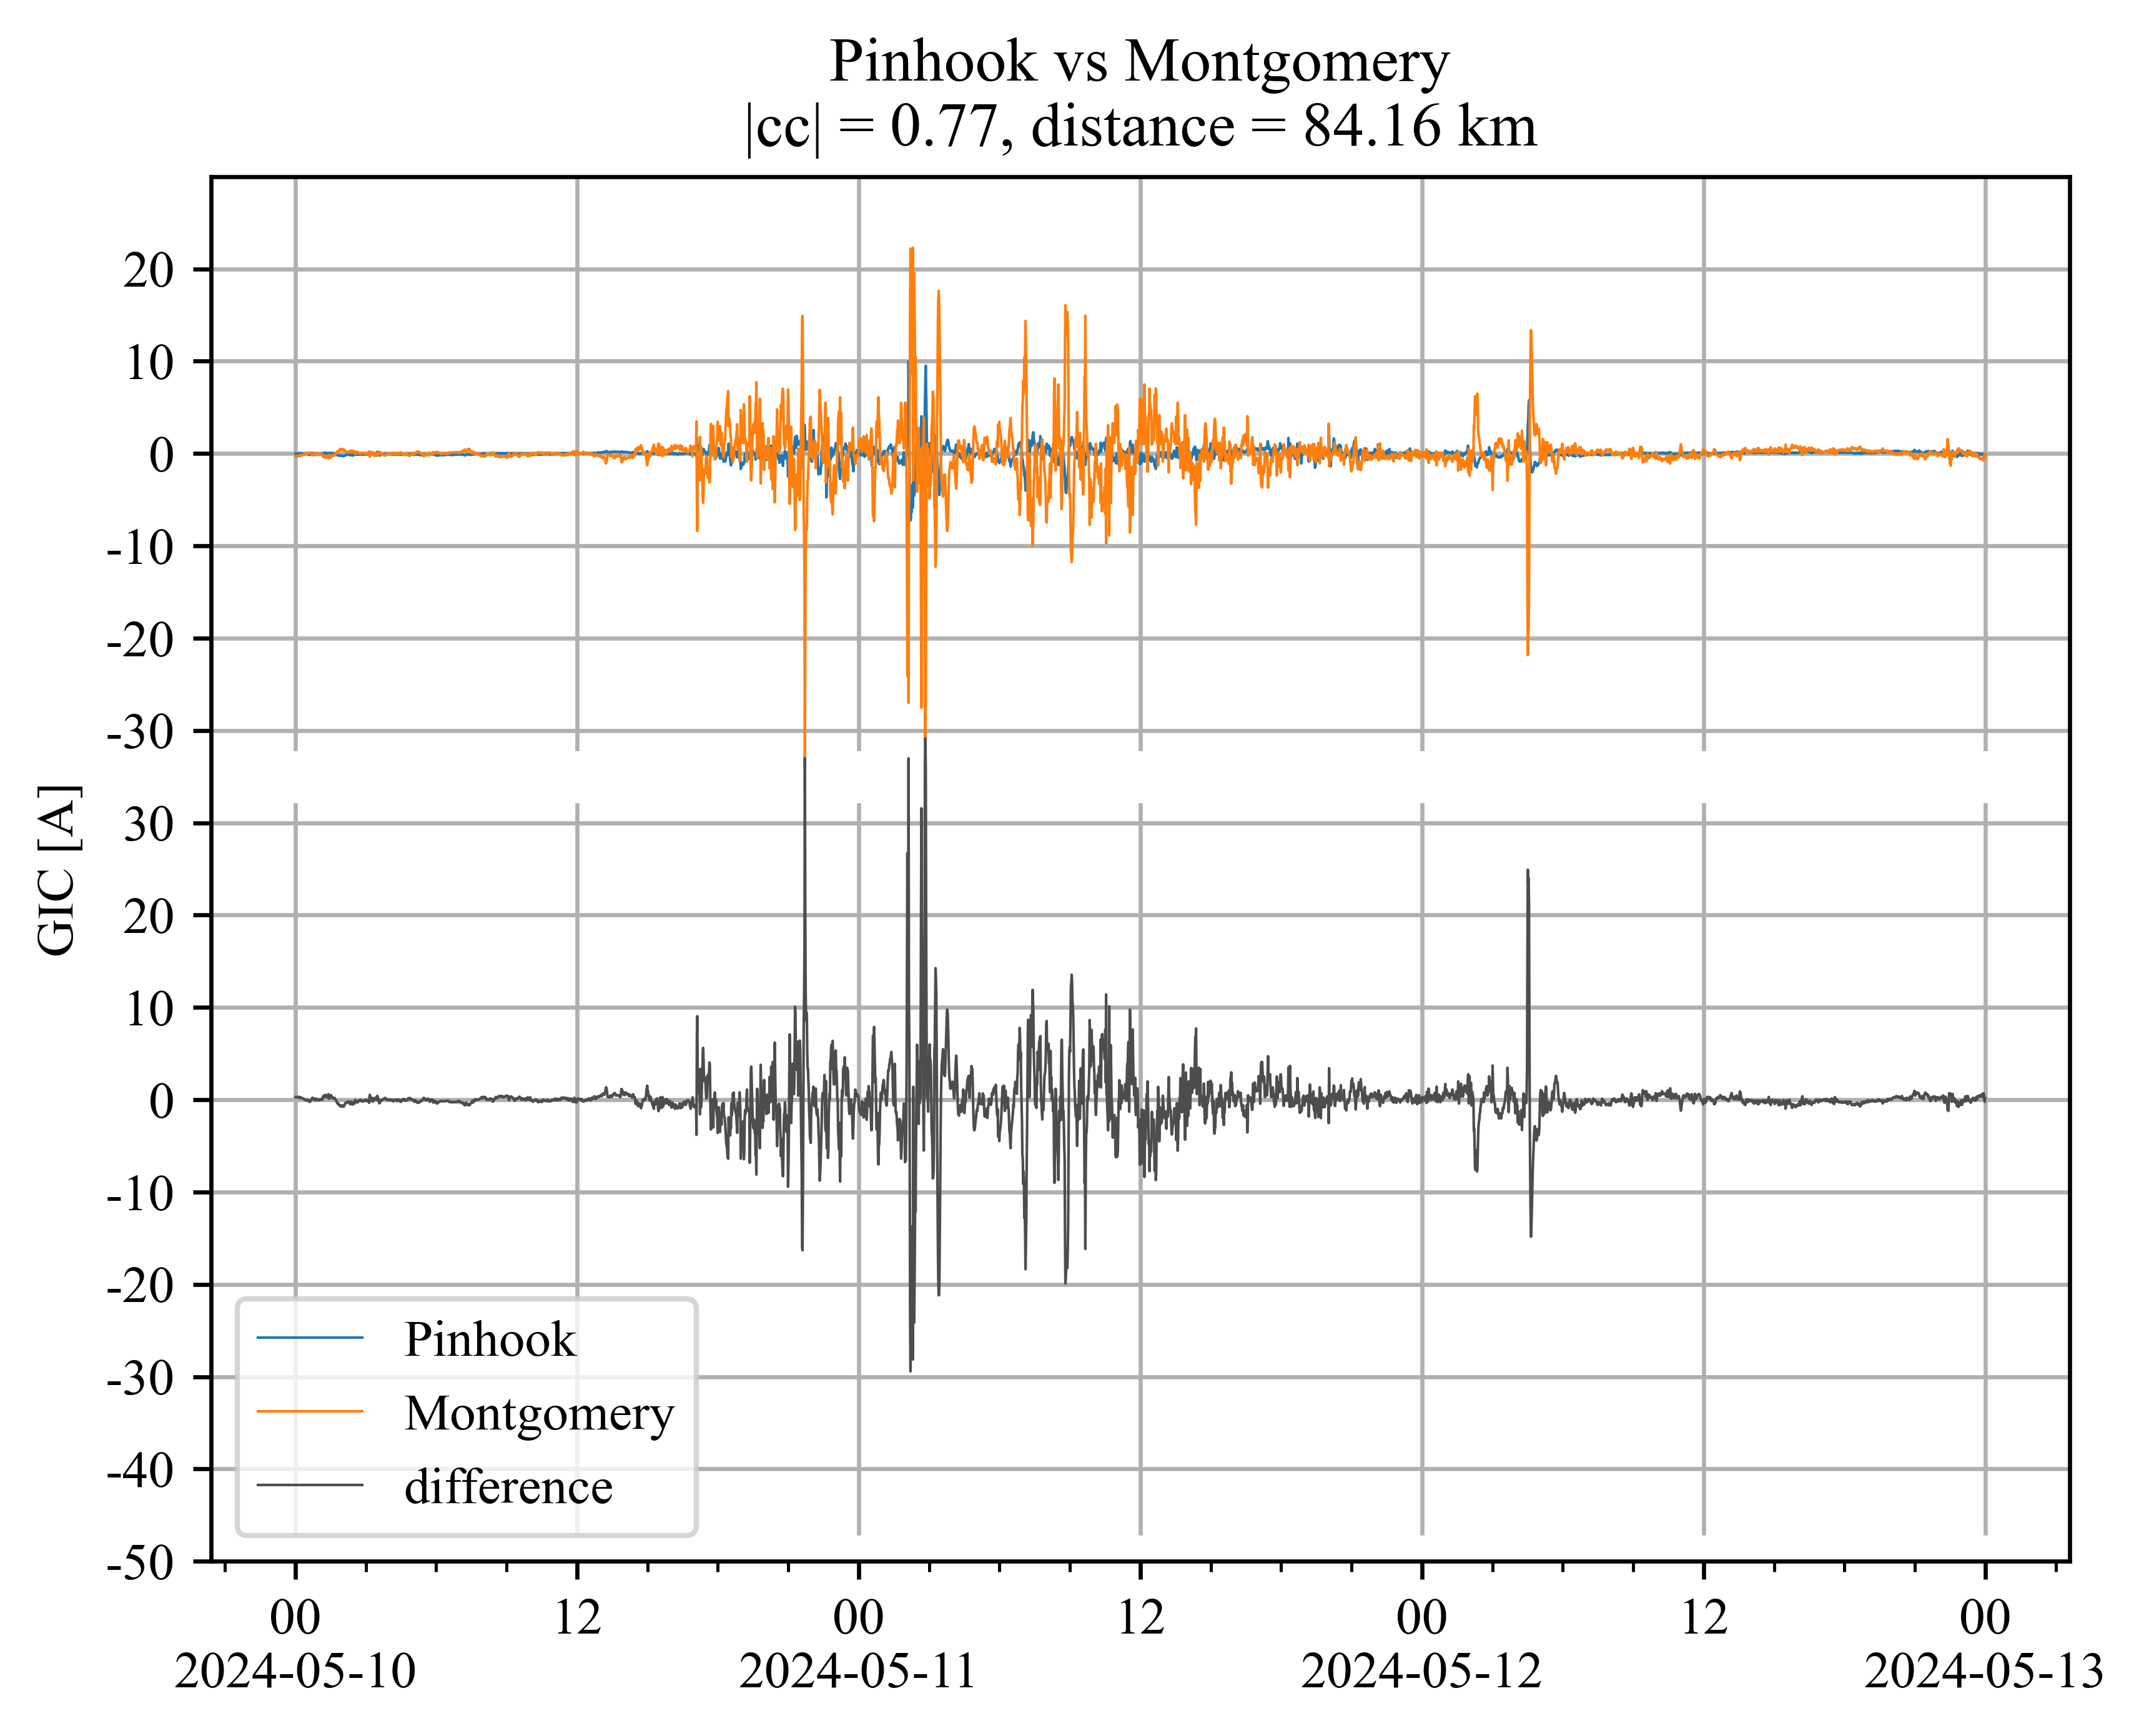 Pinhook vs Montgomery
|cc| = 0.77, distance = 84.16 km
GIC [A]
20
10
0
-10
-20
-30
30
20
10
0
-10
-20
-30
-40
-50
Pinhook
Montgomery
difference
00 12 00 12 00 12 00
2024-05-10 2024-05-11 2024-05-12 2024-05-13